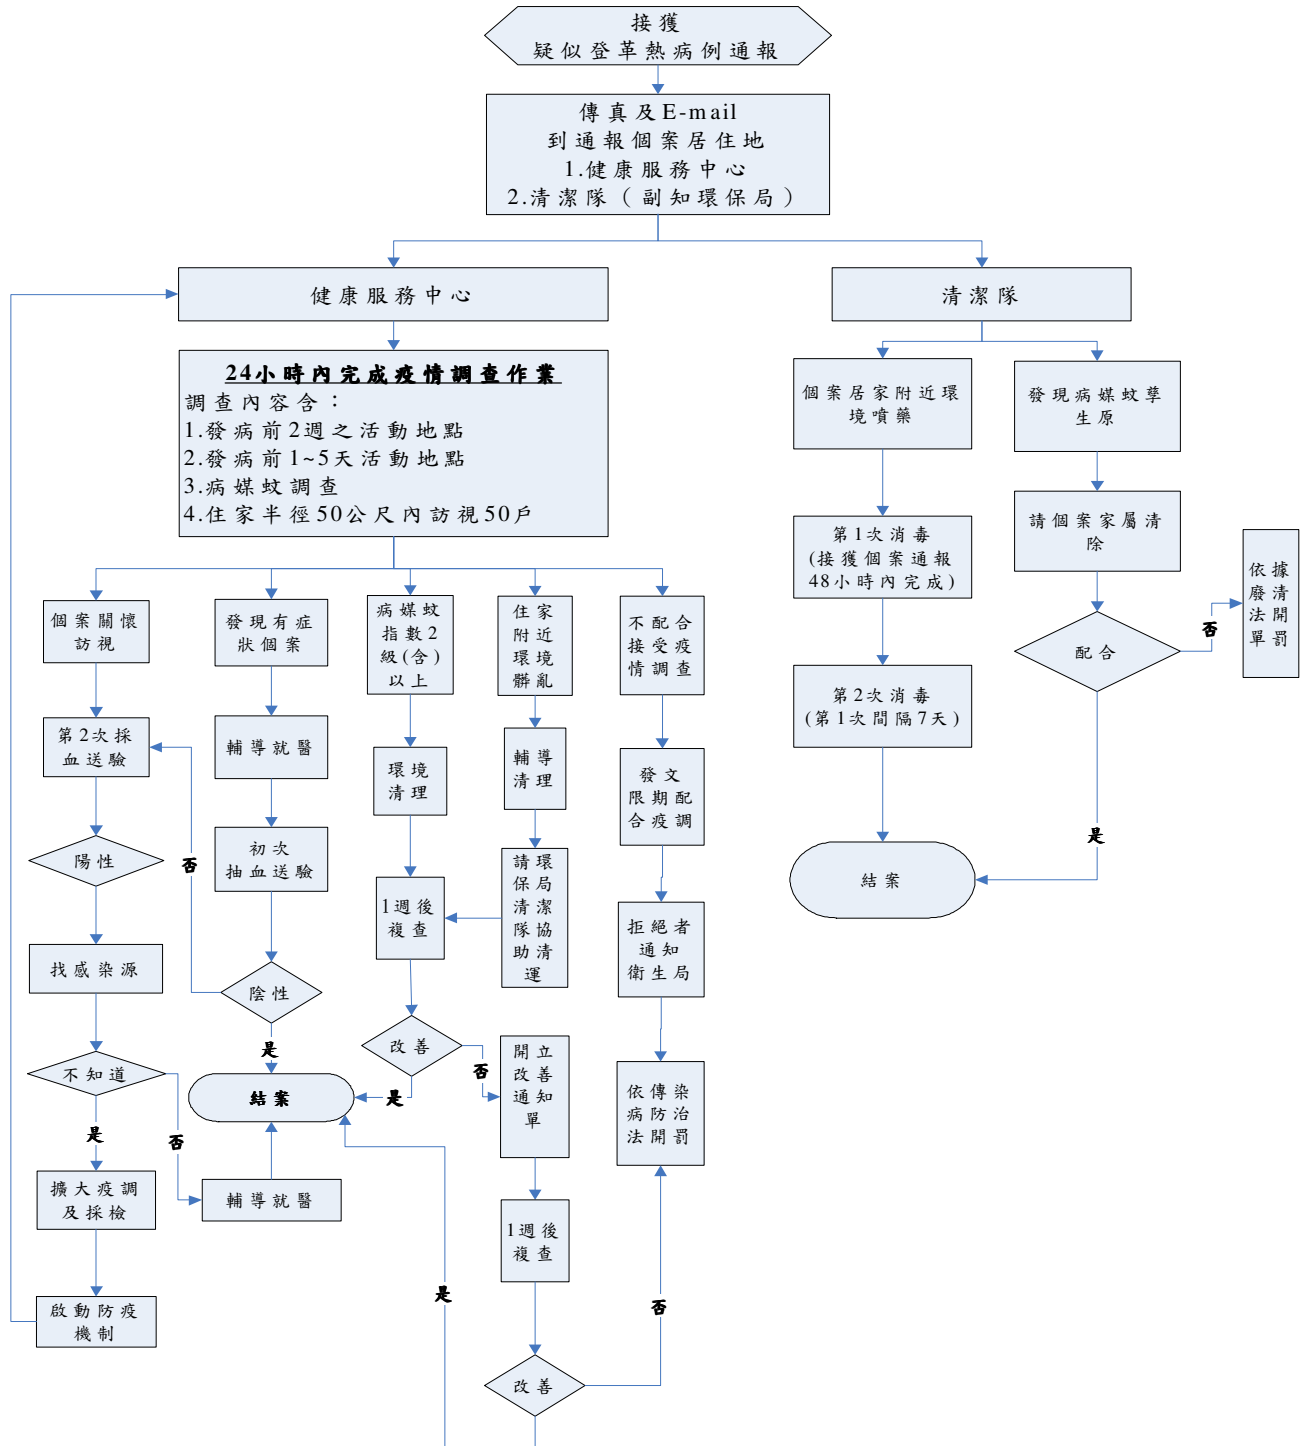 接獲
疑似登革熱病例通報
傳真及E-mail
到通報個案居住地
1.健康服務中心
2.清潔隊（副知環保局）
健康服務中心
清潔隊
24小時內完成疫情調查作業
調查內容含：
1.發病前2週之活動地點
2.發病前1~5天活動地點
3.病媒蚊調查
4.住家半徑50公尺內訪視50戶
個案居家附近環
境噴藥
發現病媒蚊孳
生原
第1次消毒
(接獲個案通報
48小時內完成)
請個案家屬清
除
依據
廢清
法開
單罰
配合
否
第2次消毒
(第1次間隔7天)
是
結案
個案關懷
訪視
第2次採
血送驗
陽性
找感染源
不知道
是
否
擴大疫調
及採檢
啟動防疫
機制
發現有症
狀個案
輔導就醫
初次
抽血送驗
陰性
否
是
結案
輔導就醫
病媒蚊
指數2
級(含)
以上
環境
清理
1週後
複查
改善
是
否
住家
附近
環境
髒亂
輔導
清理
請環
保局
清潔
隊協
助清
運
開立
改善
通知
單
1週後
複查
改善
是
否
不配合
接受疫
情調查
發文
限期配
合疫調
拒絕者
通知
衛生局
依傳染
病防治
法開罰